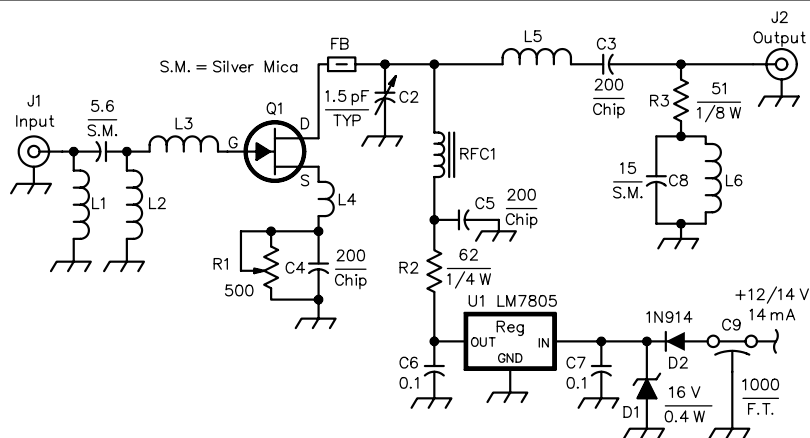 J2
Output
L5
C3
200
Chip
FB
S.M. = Silver Mica
1.5 pF
TYP
C2
R3
51
1/8 W
J1
Input
5.6
S.M.
L3
Q1
D
G
S
RFC1
L1
L2
L4
15
S.M.
C8
L6
C5
200
Chip
R1
500
C4
200
Chip
R2
62
1/4 W
U1 LM7805
Reg
OUT
IN
GND
1N914
D2
C9
+12/14 V
14 mA
C6
0.1
C7
0.1
D1
16 V
0.4 W
1000
F.T.